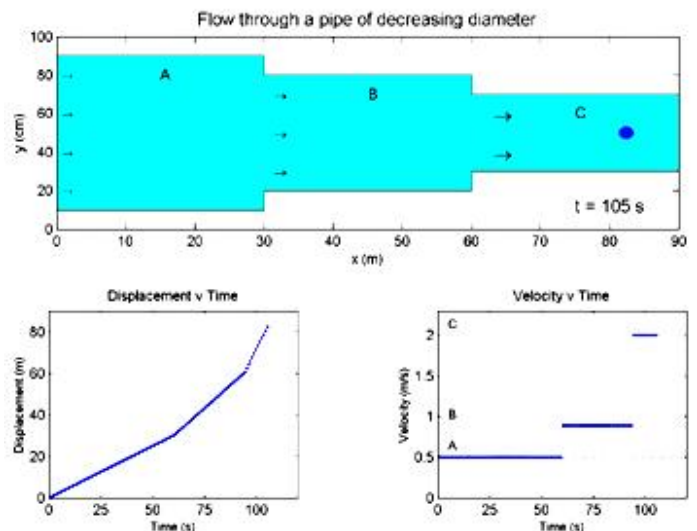 Flow through a pipe of decreasing diameter
100
80
60
40
20
0
y (cm)
A
B
C
t = 105 s
0 10 20 30 40 50 60 70 80 90
x (m)
Displacement v Time
80
60
40
20
0
Displacement (m)
0 25 50 75 100
Time (s)
Velocity v Time
C
B
A
2
1.5
1
0.5
0
Velocity (m/s)
0 25 50 75 100
Time (s)